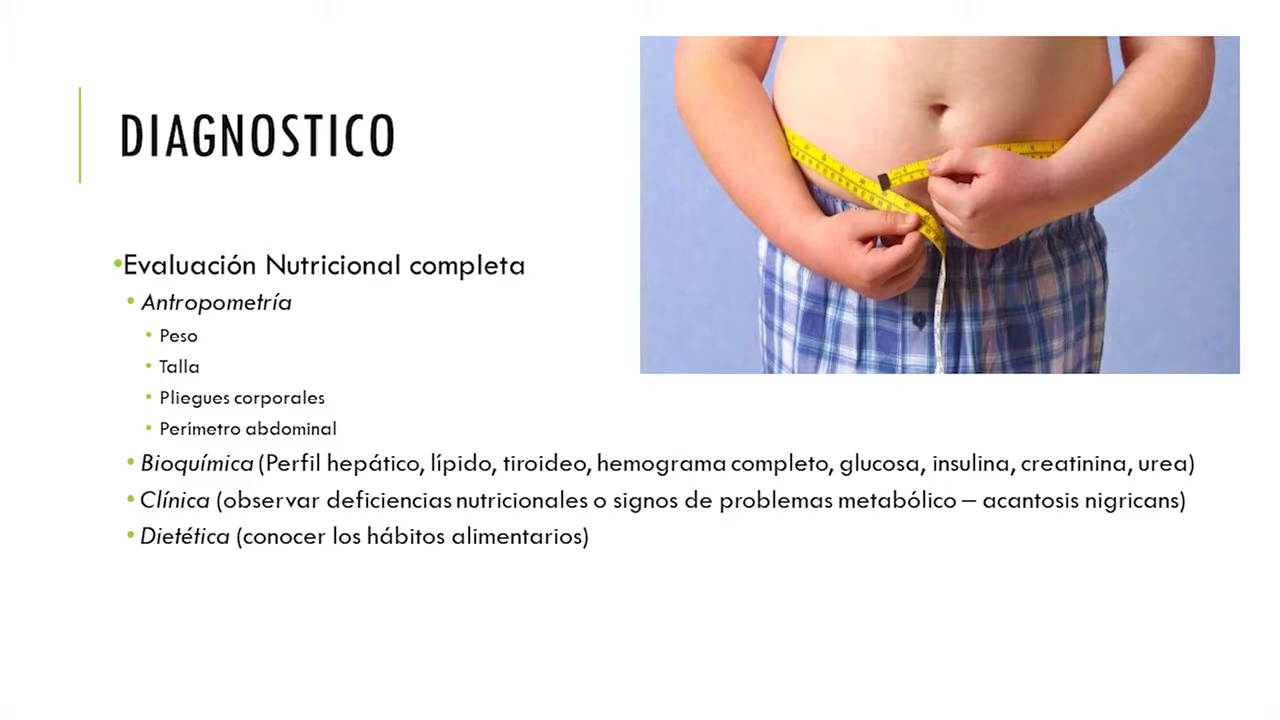 DIAGNOSTICO
•Evaluación Nutricional completa
• Antropometría
• Peso
• Talla
• Pliegues corporales
• Perímetro abdominal
• Bioquímica (Perfil hepático, lípido, tiroideo, hemograma completo, glucosa, insulina, creatinina, urea)
• Clínica (observar deficiencias nutricionales o signos de problemas metabólico – acantosis nigricans)
• Dietética (conocer los hábitos alimentarios)